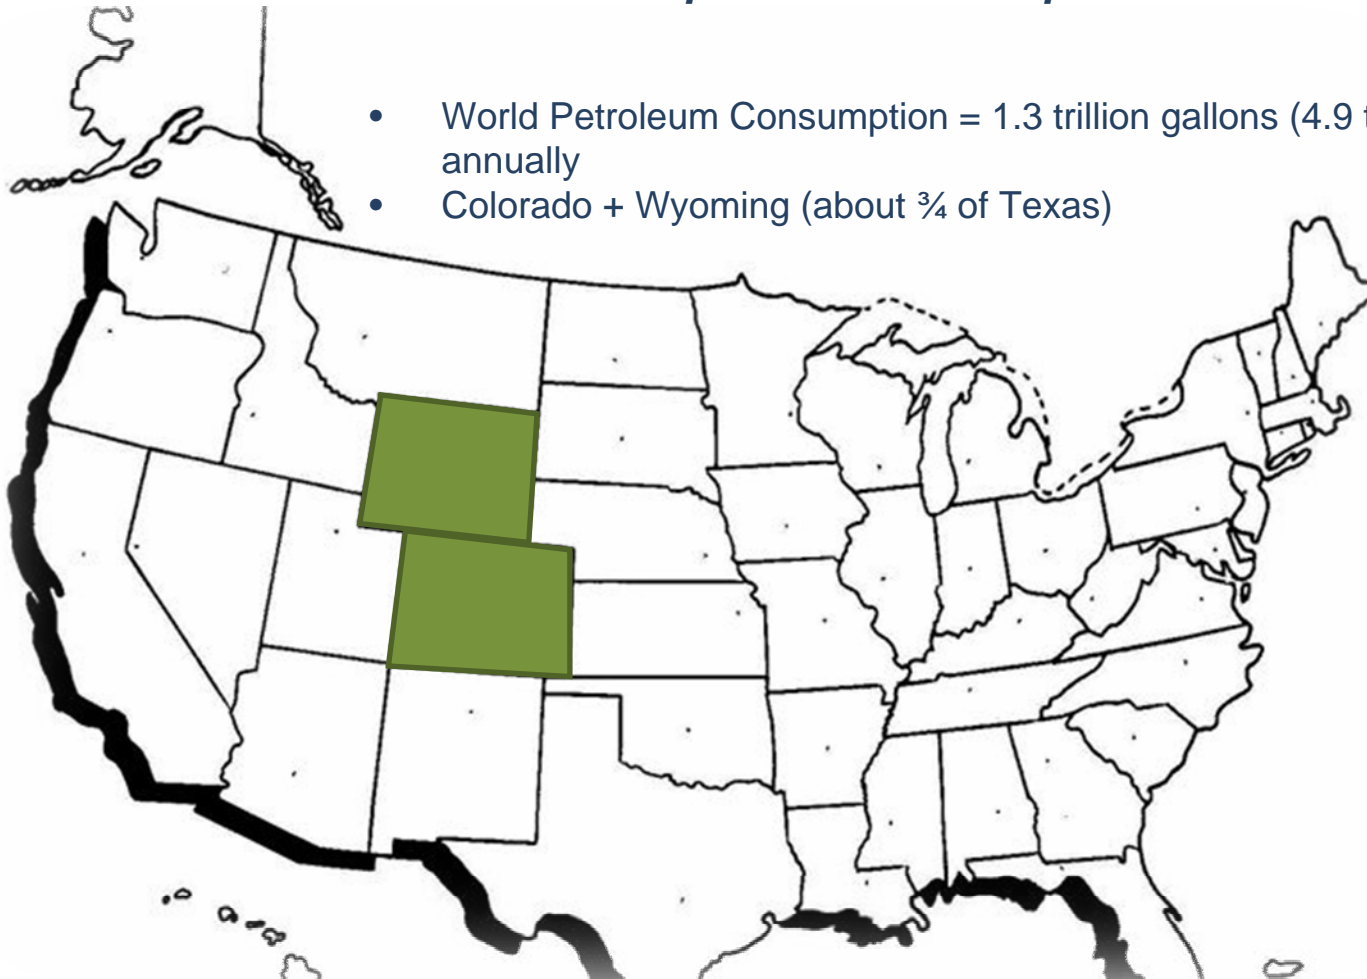 • World Petroleum Consumption = 1.3 trillion gallons (4.9
annually
• Colorado + Wyoming (about ¾ of Texas)